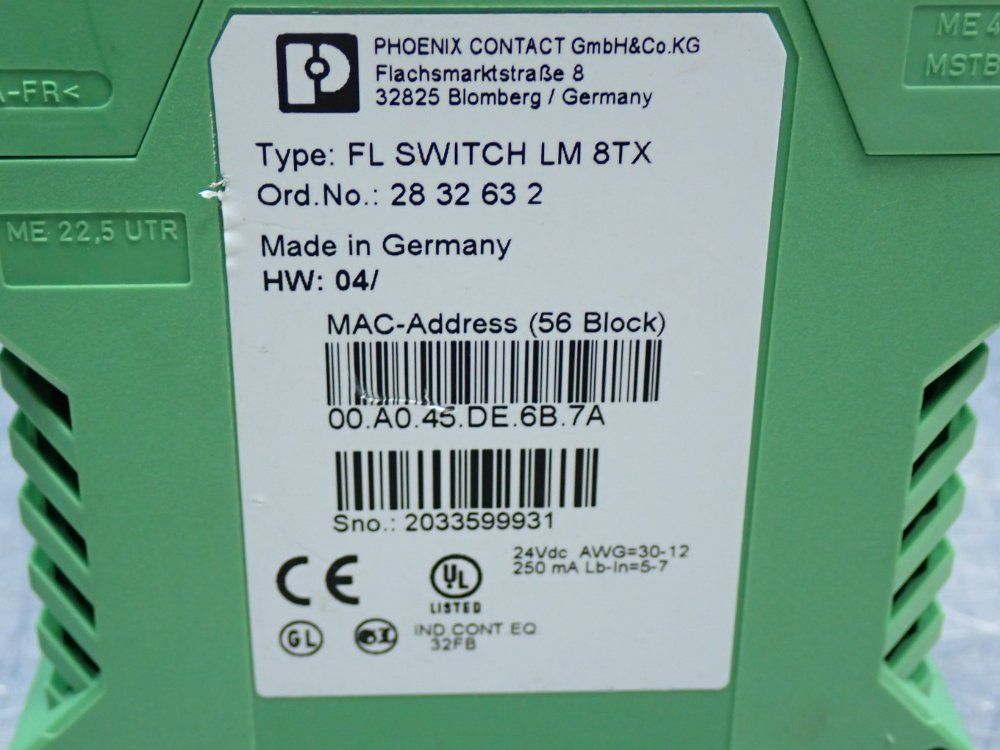 PHOENIX CONTACT GmbH&Co.KG
Flachsmarktstraße 8
32825 Blomberg / Germany
Type: FL SWITCH LM 8TX
Ord.No.: 28 32 63 2
Made in Germany
HW: 04/
MAC-Address (56 Block)
00.A0.45.DE.6B.7A
Sno.: 2033599931
CE
UL
LISTED
24Vdc AWG=30-12
250 mA Lb-In=5-7
GL
IND.CONT.EQ.
32FB
-FR<
ME 22,5 UTR
ME 4
MSTB